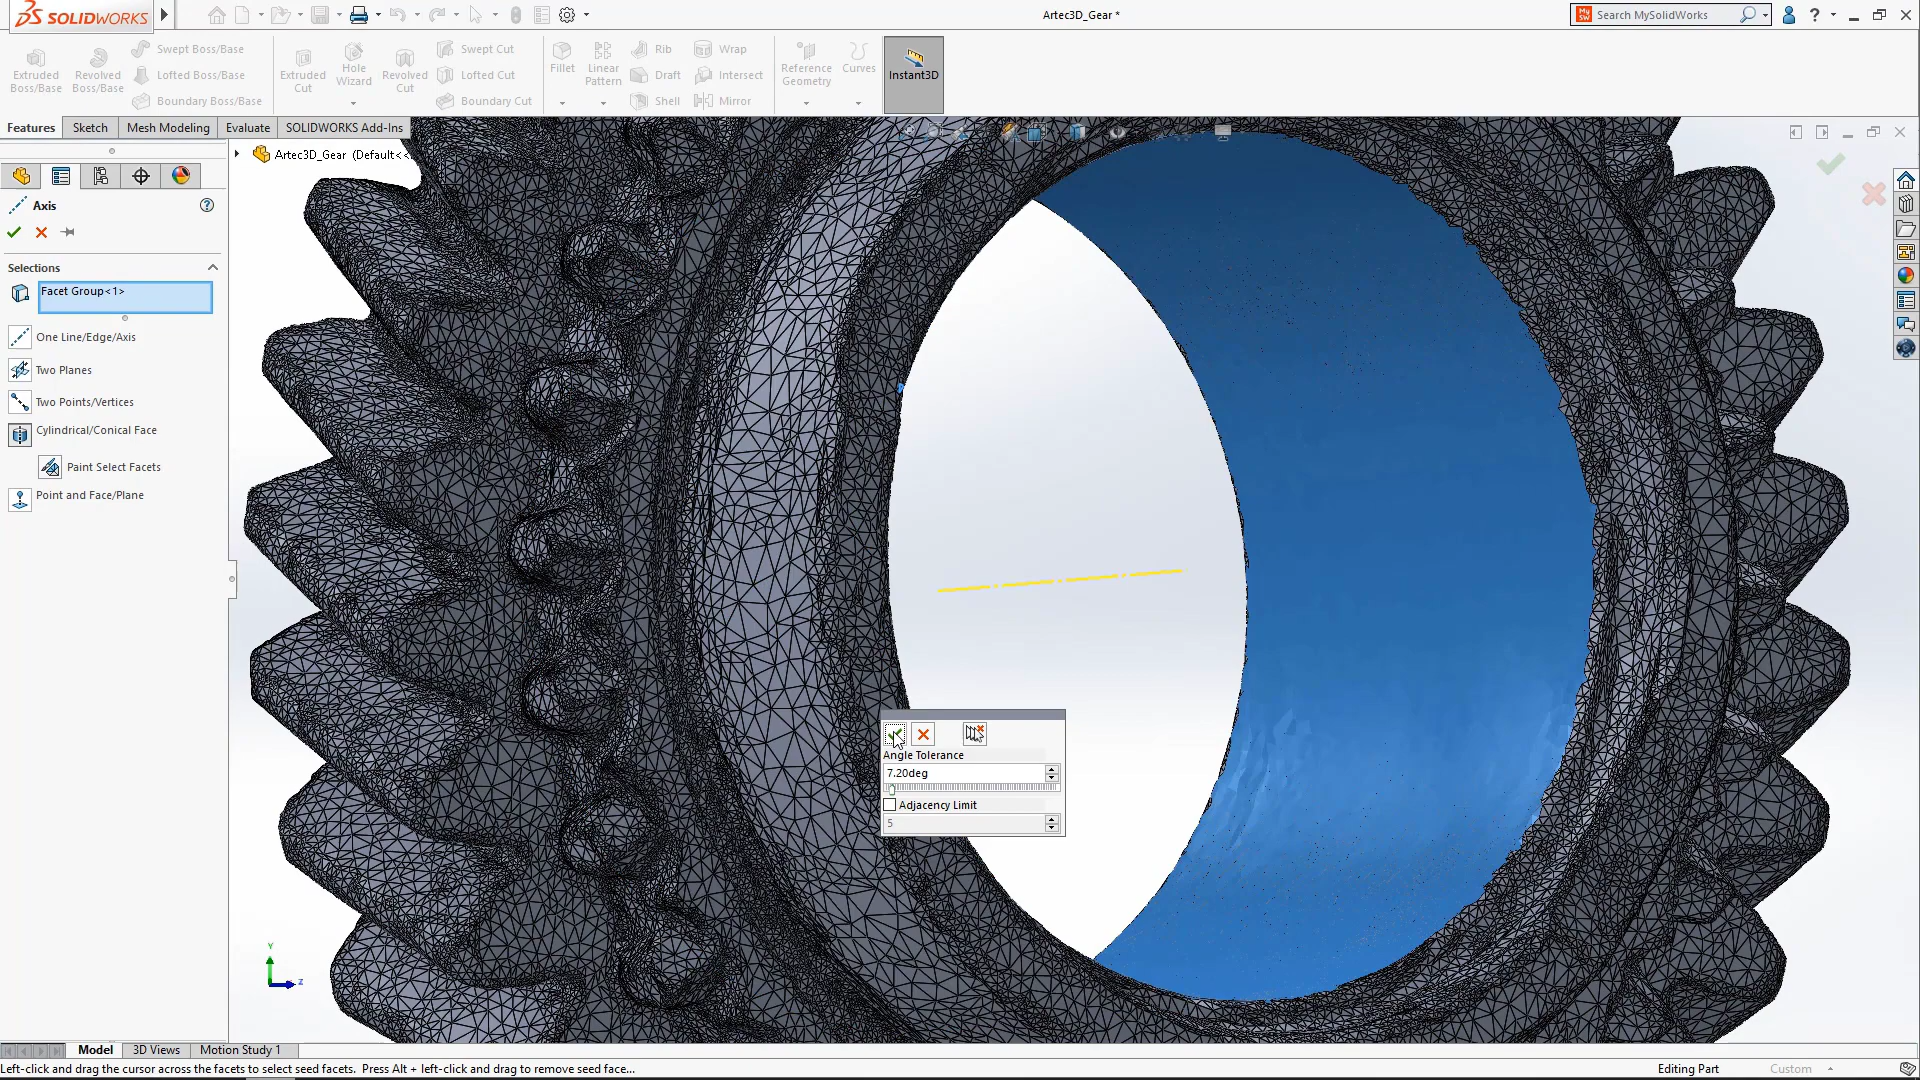 SOLIDWORKS
Artec3D_Gear *
Search MySolidWorks
Extruded Boss/Base
Revolved Boss/Base
Swept Boss/Base
Lofted Boss/Base
Boundary Boss/Base
Extruded Cut
Hole Wizard
Revolved Cut
Swept Cut
Lofted Cut
Boundary Cut
Fillet
Linear Pattern
Rib
Draft
Shell
Wrap
Intersect
Mirror
Reference Geometry
Curves
Instant3D
Features
Sketch
Mesh Modeling
Evaluate
SOLIDWORKS Add-Ins
Artec3D_Gear (Default<<
Axis
Selections
Facet Group<1>
One Line/Edge/Axis
Two Planes
Two Points/Vertices
Cylindrical/Conical Face
Paint Select Facets
Point and Face/Plane
Angle Tolerance
7.20deg
Adjacency Limit
5
Y
Z
Model
3D Views
Motion Study 1
Left-click and drag the cursor across the facets to select seed facets. Press Alt + left-click and drag to remove seed face...
Editing Part
Custom